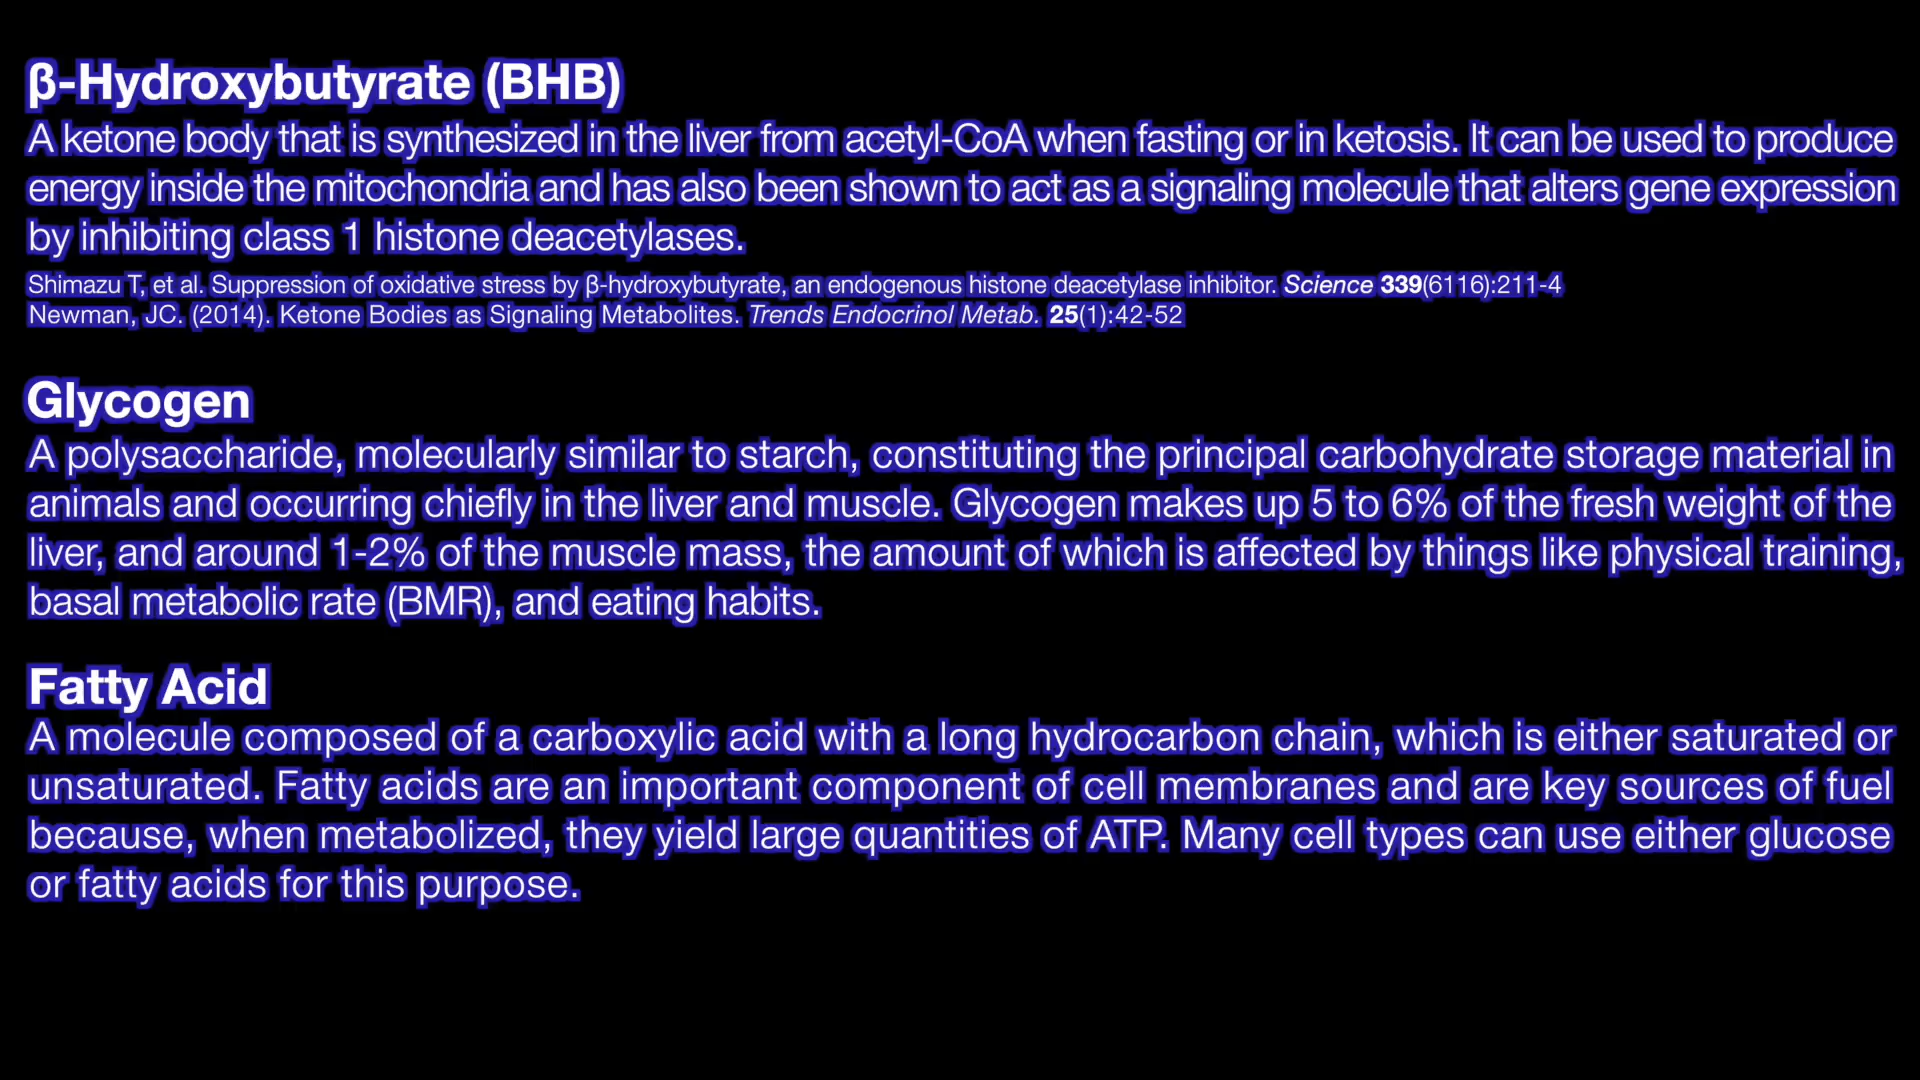 β-Hydroxybutyrate (BHB)
A ketone body that is synthesized in the liver from acetyl-CoA when fasting or in ketosis. It can be used to produce
energy inside the mitochondria and has also been shown to act as a signaling molecule that alters gene expression
by inhibiting class 1 histone deacetylases.
Shimazu T, et al. Suppression of oxidative stress by β-hydroxybutyrate, an endogenous histone deacetylase inhibitor. Science 339(6116):211-4
Newman, JC. (2014). Ketone Bodies as Signaling Metabolites. Trends Endocrinol Metab. 25(1):42-52
Glycogen
A polysaccharide, molecularly similar to starch, constituting the principal carbohydrate storage material in
animals and occurring chiefly in the liver and muscle. Glycogen makes up 5 to 6% of the fresh weight of the
liver, and around 1-2% of the muscle mass, the amount of which is affected by things like physical training,
basal metabolic rate (BMR), and eating habits.
Fatty Acid
A molecule composed of a carboxylic acid with a long hydrocarbon chain, which is either saturated or
unsaturated. Fatty acids are an important component of cell membranes and are key sources of fuel
because, when metabolized, they yield large quantities of ATP. Many cell types can use either glucose
or fatty acids for this purpose.